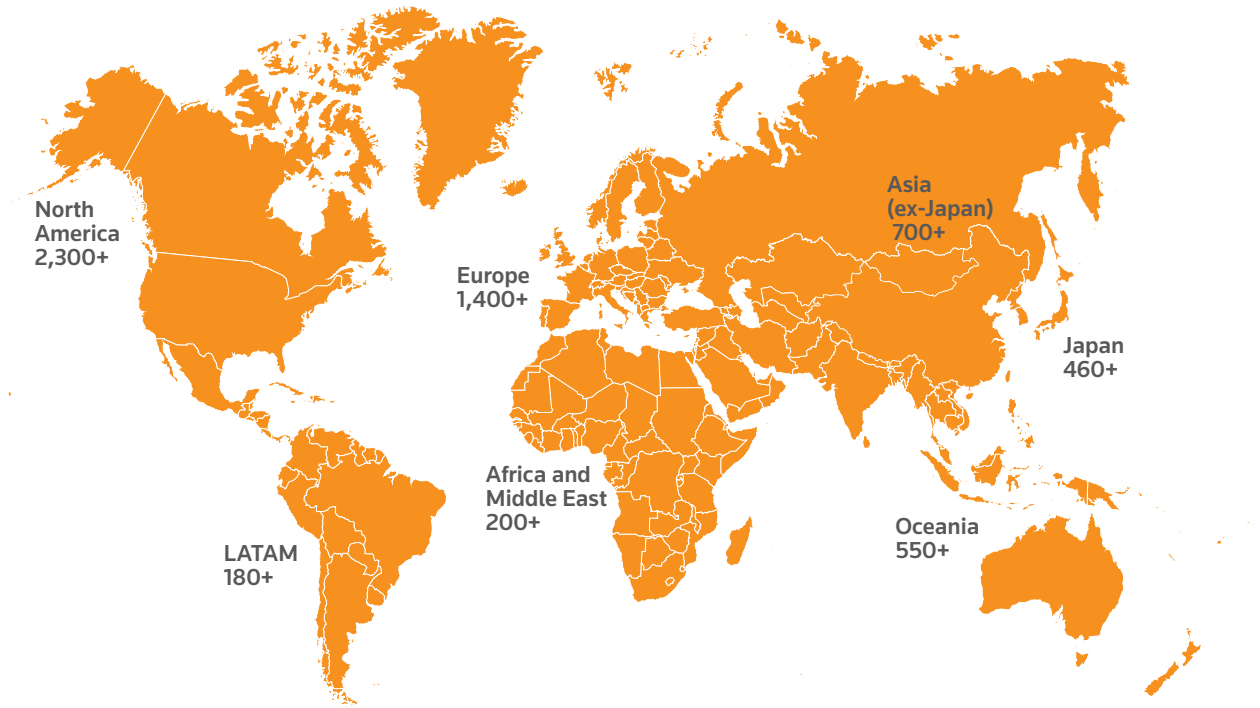 North
America
2,300+
Europe
1,400+
Asia
(ex-Japan)
700+
Japan
460+
Africa and
Middle East
200+
LATAM
180+
Oceania
550+